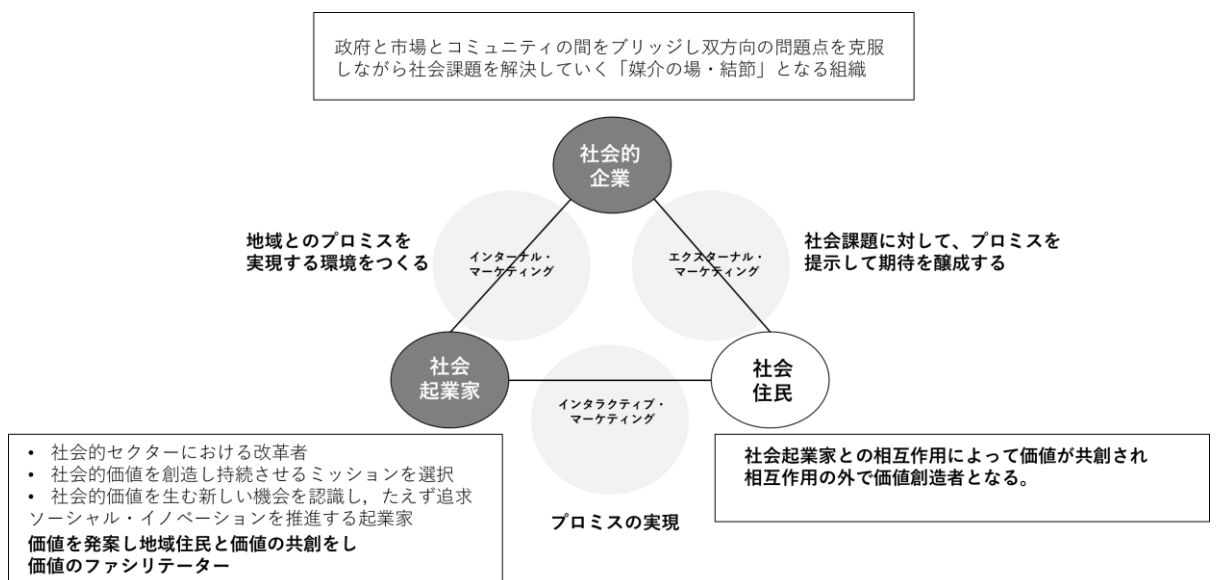 政府と市場とコミュニティの間をブリッジし双方向の問題点を克服
しながら社会課題を解決していく「媒介の場・結節」となる組織
社会的
企業
地域とのプロミスを
実現する環境をつくる
インターナル・
マーケティング
エクスターナル・
マーケティング
社会課題に対して、プロミスを
提示して期待を醸成する
社会
起業家
インタラクティブ・
マーケティング
社会
住民
• 社会的セクターにおける改革者
• 社会的価値を創造し持続させるミッションを選択
• 社会的価値を生む新しい機会を認識し，たえず追求
ソーシャル・イノベーションを推進する起業家
価値を発案し地域住民と価値の共創をし
価値のファシリテーター
プロミスの実現
社会起業家との相互作用によって価値が共創され
相互作用の外で価値創造者となる。